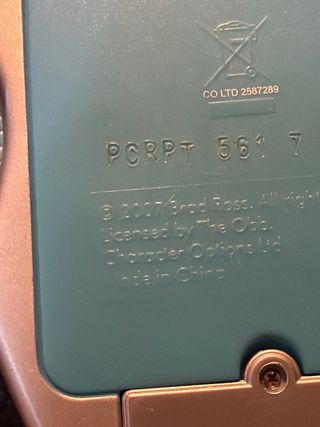 CO LTD 2587289
PCRPT 561 7
© 2007 Brad Ross. All right
Licensed by The Obb.
Character Options Ltd
Made in China